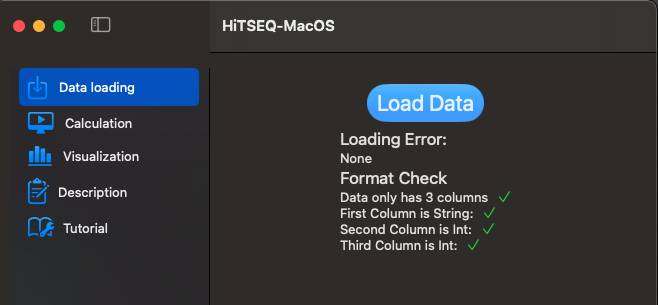 HiTSEQ-MacOS
Data loading
Calculation
Visualization
Description
Tutorial
Load Data
Loading Error:
None
Format Check
Data only has 3 columns ✓
First Column is String: ✓
Second Column is Int: ✓
Third Column is Int: ✓